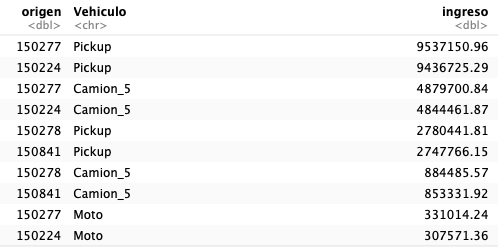 origen Vehiculo ingreso
<dbl> <chr> <dbl>
150277 Pickup 9537150.96
150224 Pickup 9436725.29
150277 Camion_5 4879700.84
150224 Camion_5 4844461.87
150278 Pickup 2780441.81
150841 Pickup 2747766.15
150278 Camion_5 884485.57
150841 Camion_5 853331.92
150277 Moto 331014.24
150224 Moto 307571.36